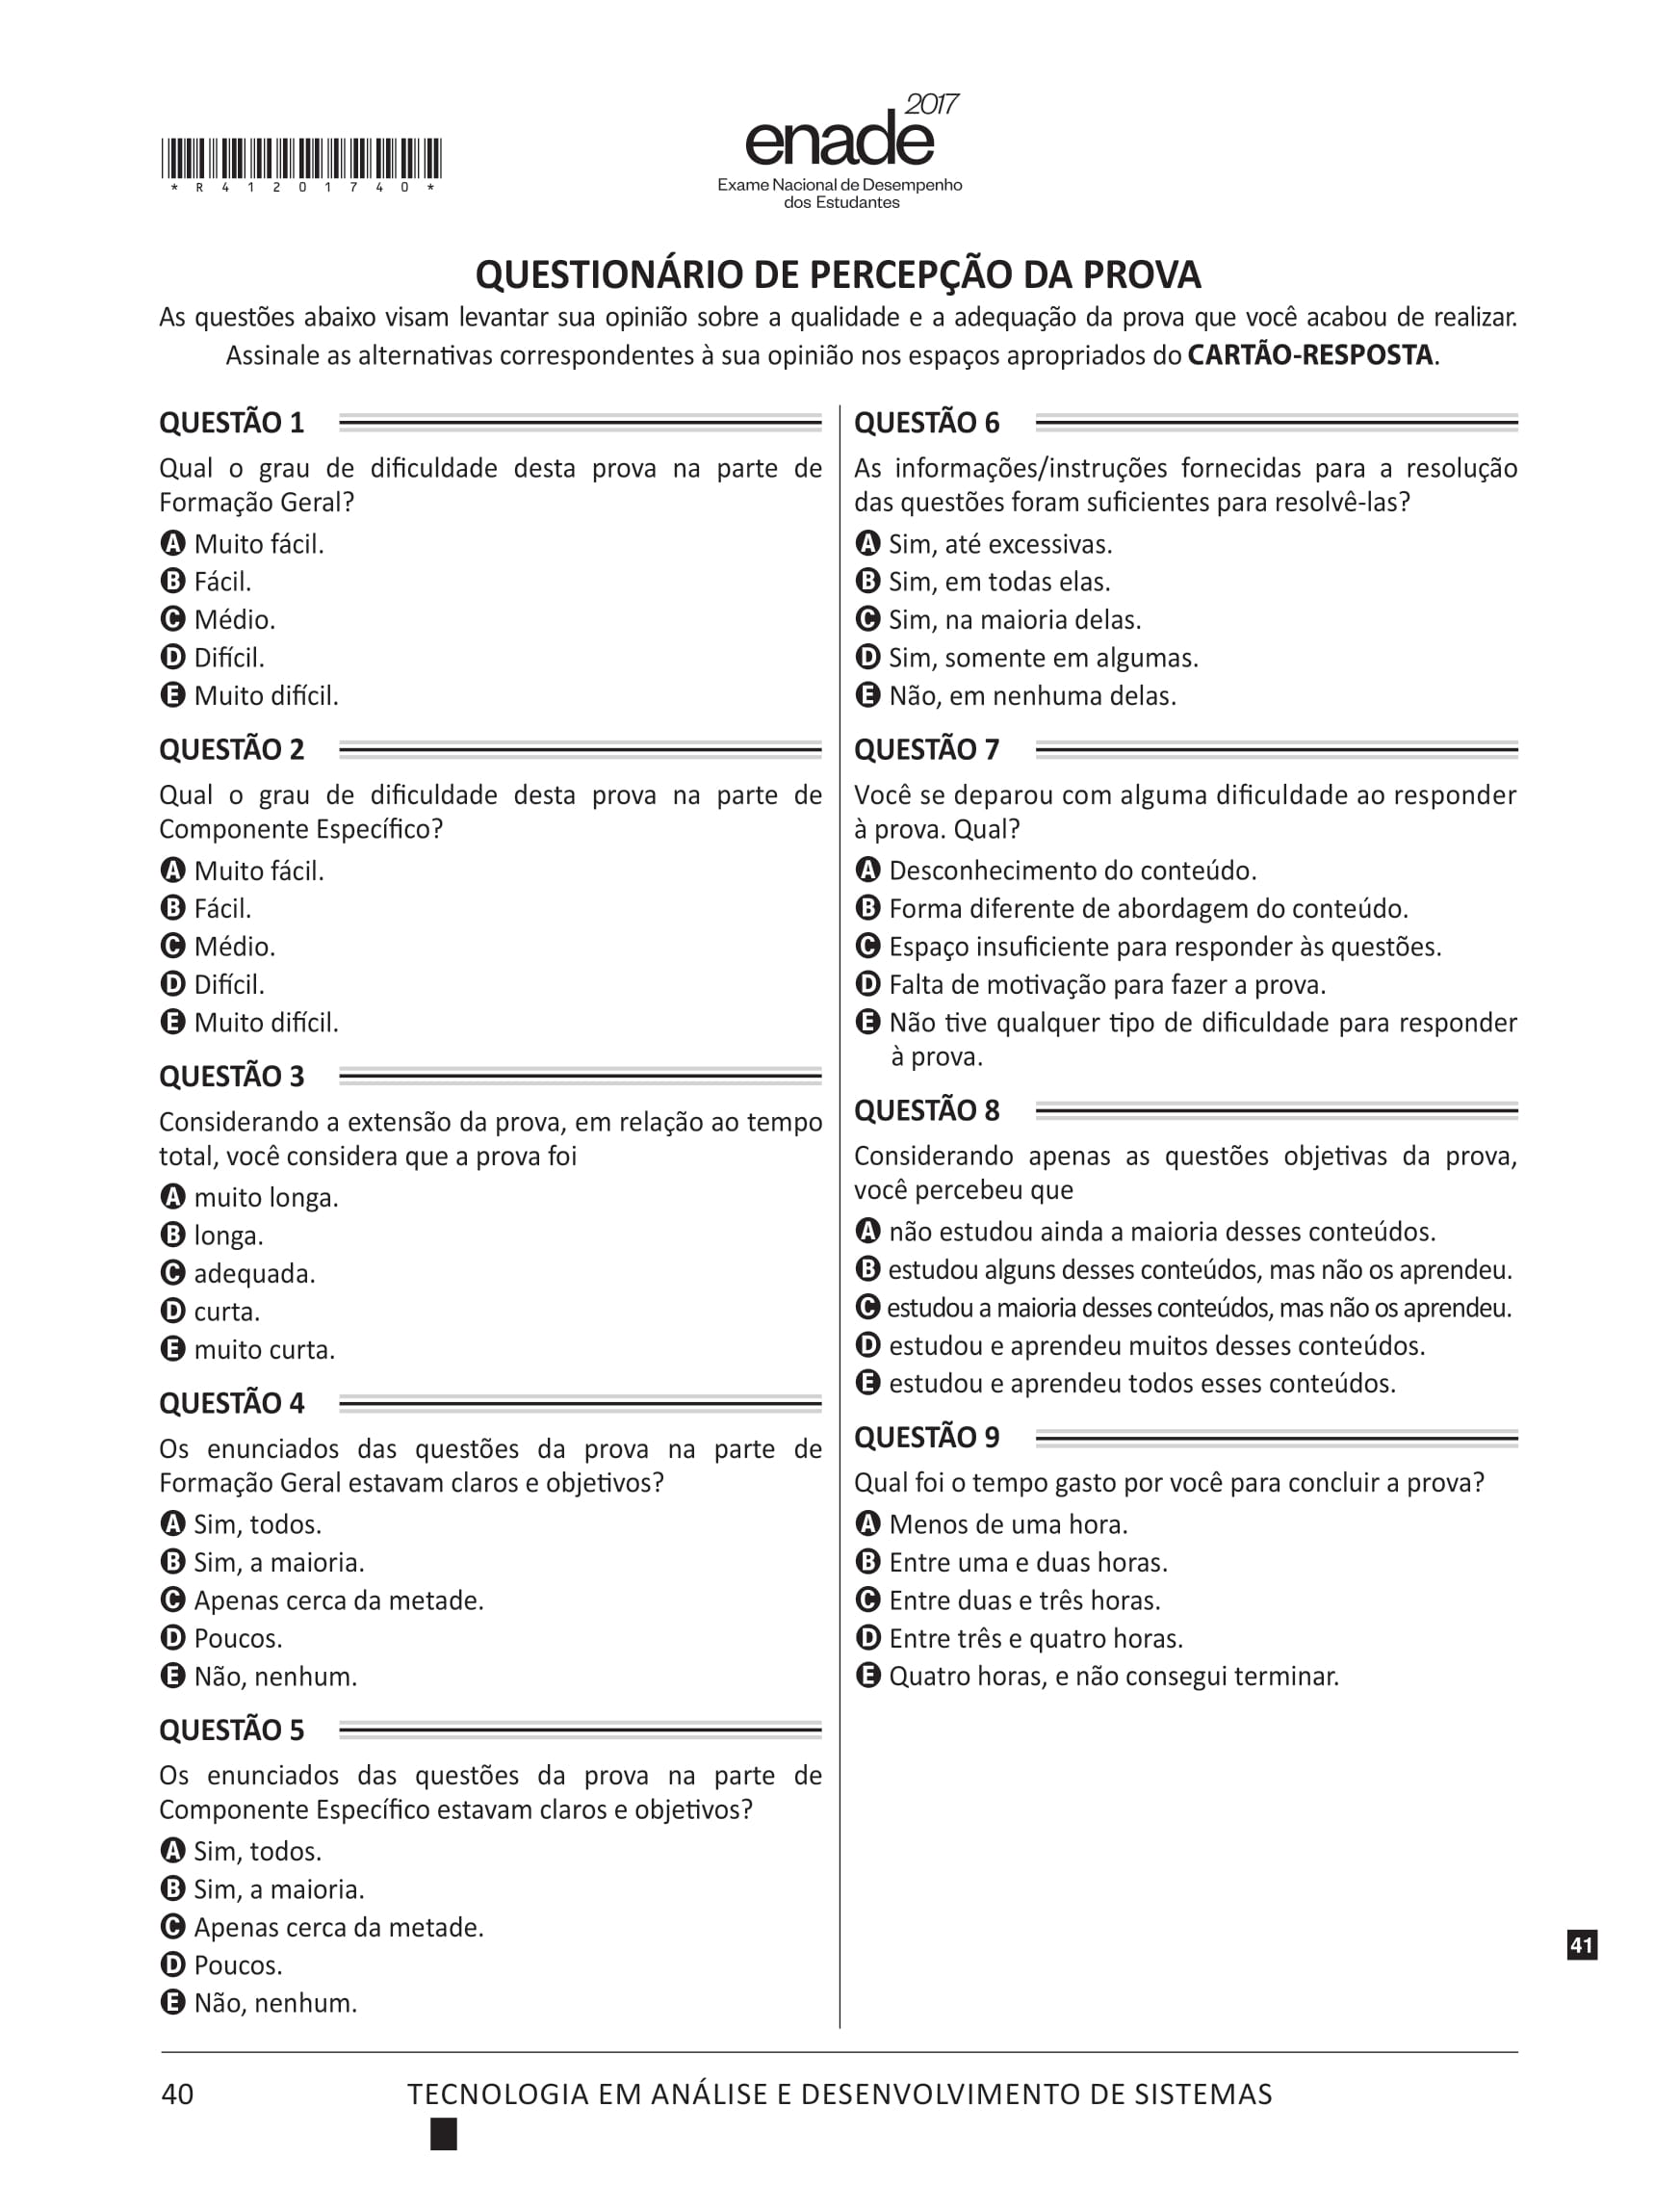 *R41201740*
enade2017
Exame Nacional de Desempenho
dos Estudantes
QUESTIONÁRIO DE PERCEPÇÃO DA PROVA
As questões abaixo visam levantar sua opinião sobre a qualidade e a adequação da prova que você acabou de realizar.
Assinale as alternativas correspondentes à sua opinião nos espaços apropriados do CARTÃO-RESPOSTA.
QUESTÃO 1
Qual o grau de dificuldade desta prova na parte de
Formação Geral?
A Muito fácil.
B Fácil.
C Médio.
D Difícil.
E Muito difícil.
QUESTÃO 2
Qual o grau de dificuldade desta prova na parte de
Componente Específico?
A Muito fácil.
B Fácil.
C Médio.
D Difícil.
E Muito difícil.
QUESTÃO 3
Considerando a extensão da prova, em relação ao tempo
total, você considera que a prova foi
A muito longa.
B longa.
C adequada.
D curta.
E muito curta.
QUESTÃO 4
Os enunciados das questões da prova na parte de
Formação Geral estavam claros e objetivos?
A Sim, todos.
B Sim, a maioria.
C Apenas cerca da metade.
D Poucos.
E Não, nenhum.
QUESTÃO 5
Os enunciados das questões da prova na parte de
Componente Específico estavam claros e objetivos?
A Sim, todos.
B Sim, a maioria.
C Apenas cerca da metade.
D Poucos.
E Não, nenhum.
QUESTÃO 6
As informações/instruções fornecidas para a resolução
das questões foram suficientes para resolvê-las?
A Sim, até excessivas.
B Sim, em todas elas.
C Sim, na maioria delas.
D Sim, somente em algumas.
E Não, em nenhuma delas.
QUESTÃO 7
Você se deparou com alguma dificuldade ao responder
à prova. Qual?
A Desconhecimento do conteúdo.
B Forma diferente de abordagem do conteúdo.
C Espaço insuficiente para responder às questões.
D Falta de motivação para fazer a prova.
E Não tive qualquer tipo de dificuldade para responder
à prova.
QUESTÃO 8
Considerando apenas as questões objetivas da prova,
você percebeu que
A não estudou ainda a maioria desses conteúdos.
B estudou alguns desses conteúdos, mas não os aprendeu.
C estudou a maioria desses conteúdos, mas não os aprendeu.
D estudou e aprendeu muitos desses conteúdos.
E estudou e aprendeu todos esses conteúdos.
QUESTÃO 9
Qual foi o tempo gasto por você para concluir a prova?
A Menos de uma hora.
B Entre uma e duas horas.
C Entre duas e três horas.
D Entre três e quatro horas.
E Quatro horas, e não consegui terminar.
41
40 TECNOLOGIA EM ANÁLISE E DESENVOLVIMENTO DE SISTEMAS